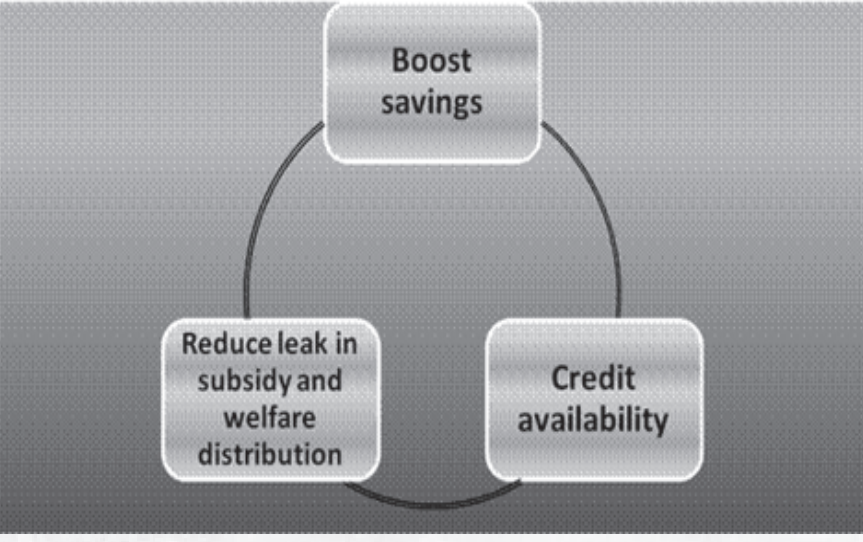 Boost
savings
Reduce leak in
subsidy and
welfare
distribution
Credit
availability